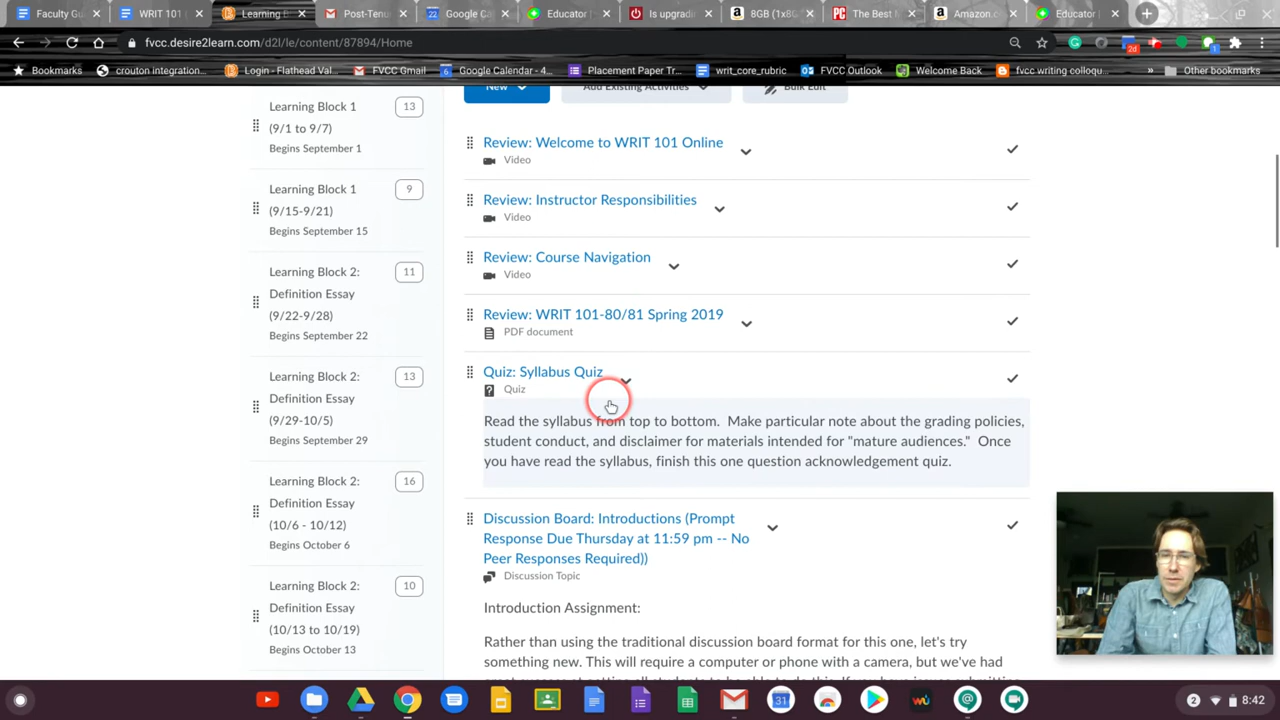 Faculty Gu
WRIT 101
Learning E
Post-Tenu
Google Ca
Educator |
Is upgradi
8GB (1x8G
The Best
Amazon.c
Educator |
fvcc.desire2learn.com/d2l/le/content/87894/Home
2d
1
Bookmarks
crouton integration...
Login - Flathead Val...
FVCC Gmail
Google Calendar - 4...
Placement Paper Tr...
writ_core_rubric
FVCC Outlook
Welcome Back
fvcc writing colloqu...
Other bookmarks
New
Add Existing Activities
Bulk Edit
Learning Block 1
(9/1 to 9/7)
Begins September 1
13
Learning Block 1
(9/15-9/21)
Begins September 15
9
Learning Block 2:
Definition Essay
(9/22-9/28)
Begins September 22
11
Learning Block 2:
Definition Essay
(9/29-10/5)
Begins September 29
13
Learning Block 2:
Definition Essay
(10/6 - 10/12)
Begins October 6
16
Learning Block 2:
Definition Essay
(10/13 to 10/19)
Begins October 13
10
Review: Welcome to WRIT 101 Online
Video
Review: Instructor Responsibilities
Video
Review: Course Navigation
Video
Review: WRIT 101-80/81 Spring 2019
PDF document
Quiz: Syllabus Quiz
Quiz
Read the syllabus from top to bottom. Make particular note about the grading policies,
student conduct, and disclaimer for materials intended for "mature audiences." Once
you have read the syllabus, finish this one question acknowledgement quiz.
Discussion Board: Introductions (Prompt
Response Due Thursday at 11:59 pm -- No
Peer Responses Required))
Discussion Topic
Introduction Assignment:
Rather than using the traditional discussion board format for this one, let's try
something new. This will require a computer or phone with a camera, but we've had
2
8:42